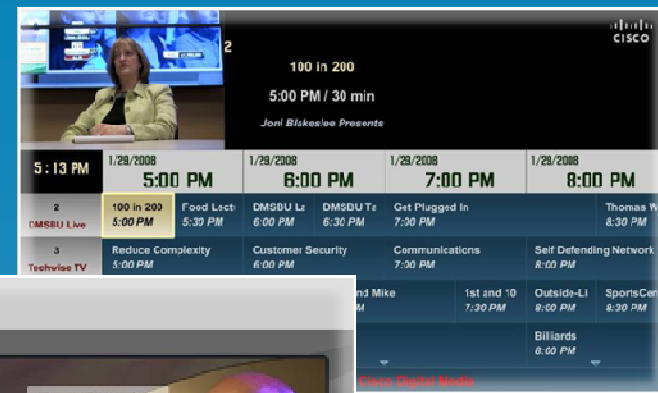 CISCO
2
100 in 200
5:00 PM / 30 min
Joni Blakeslee Presents
5:13 PM
1/29/2008 1/29/2008 1/29/2008 1/29/2008
5:00 PM 6:00 PM 7:00 PM 8:00 PM
2 100 in 200 Food Lect DMSBU La DMSBU Te Get Plugged In Thomas W
DMSBU Live 5:00 PM 5:30 PM 6:00 PM 6:30 PM 7:00 PM 8:30 PM
3 Reduce Complexity Customer Security Communications Self Defending Network
Techwise TV 5:00 PM 6:00 PM 7:00 PM 8:00 PM
nd Mike 1st and 10 Outside-Li SportsCen
M 7:30 PM 8:00 PM 8:30 PM
Billiards
8:00 PM
Cisco Digital Media